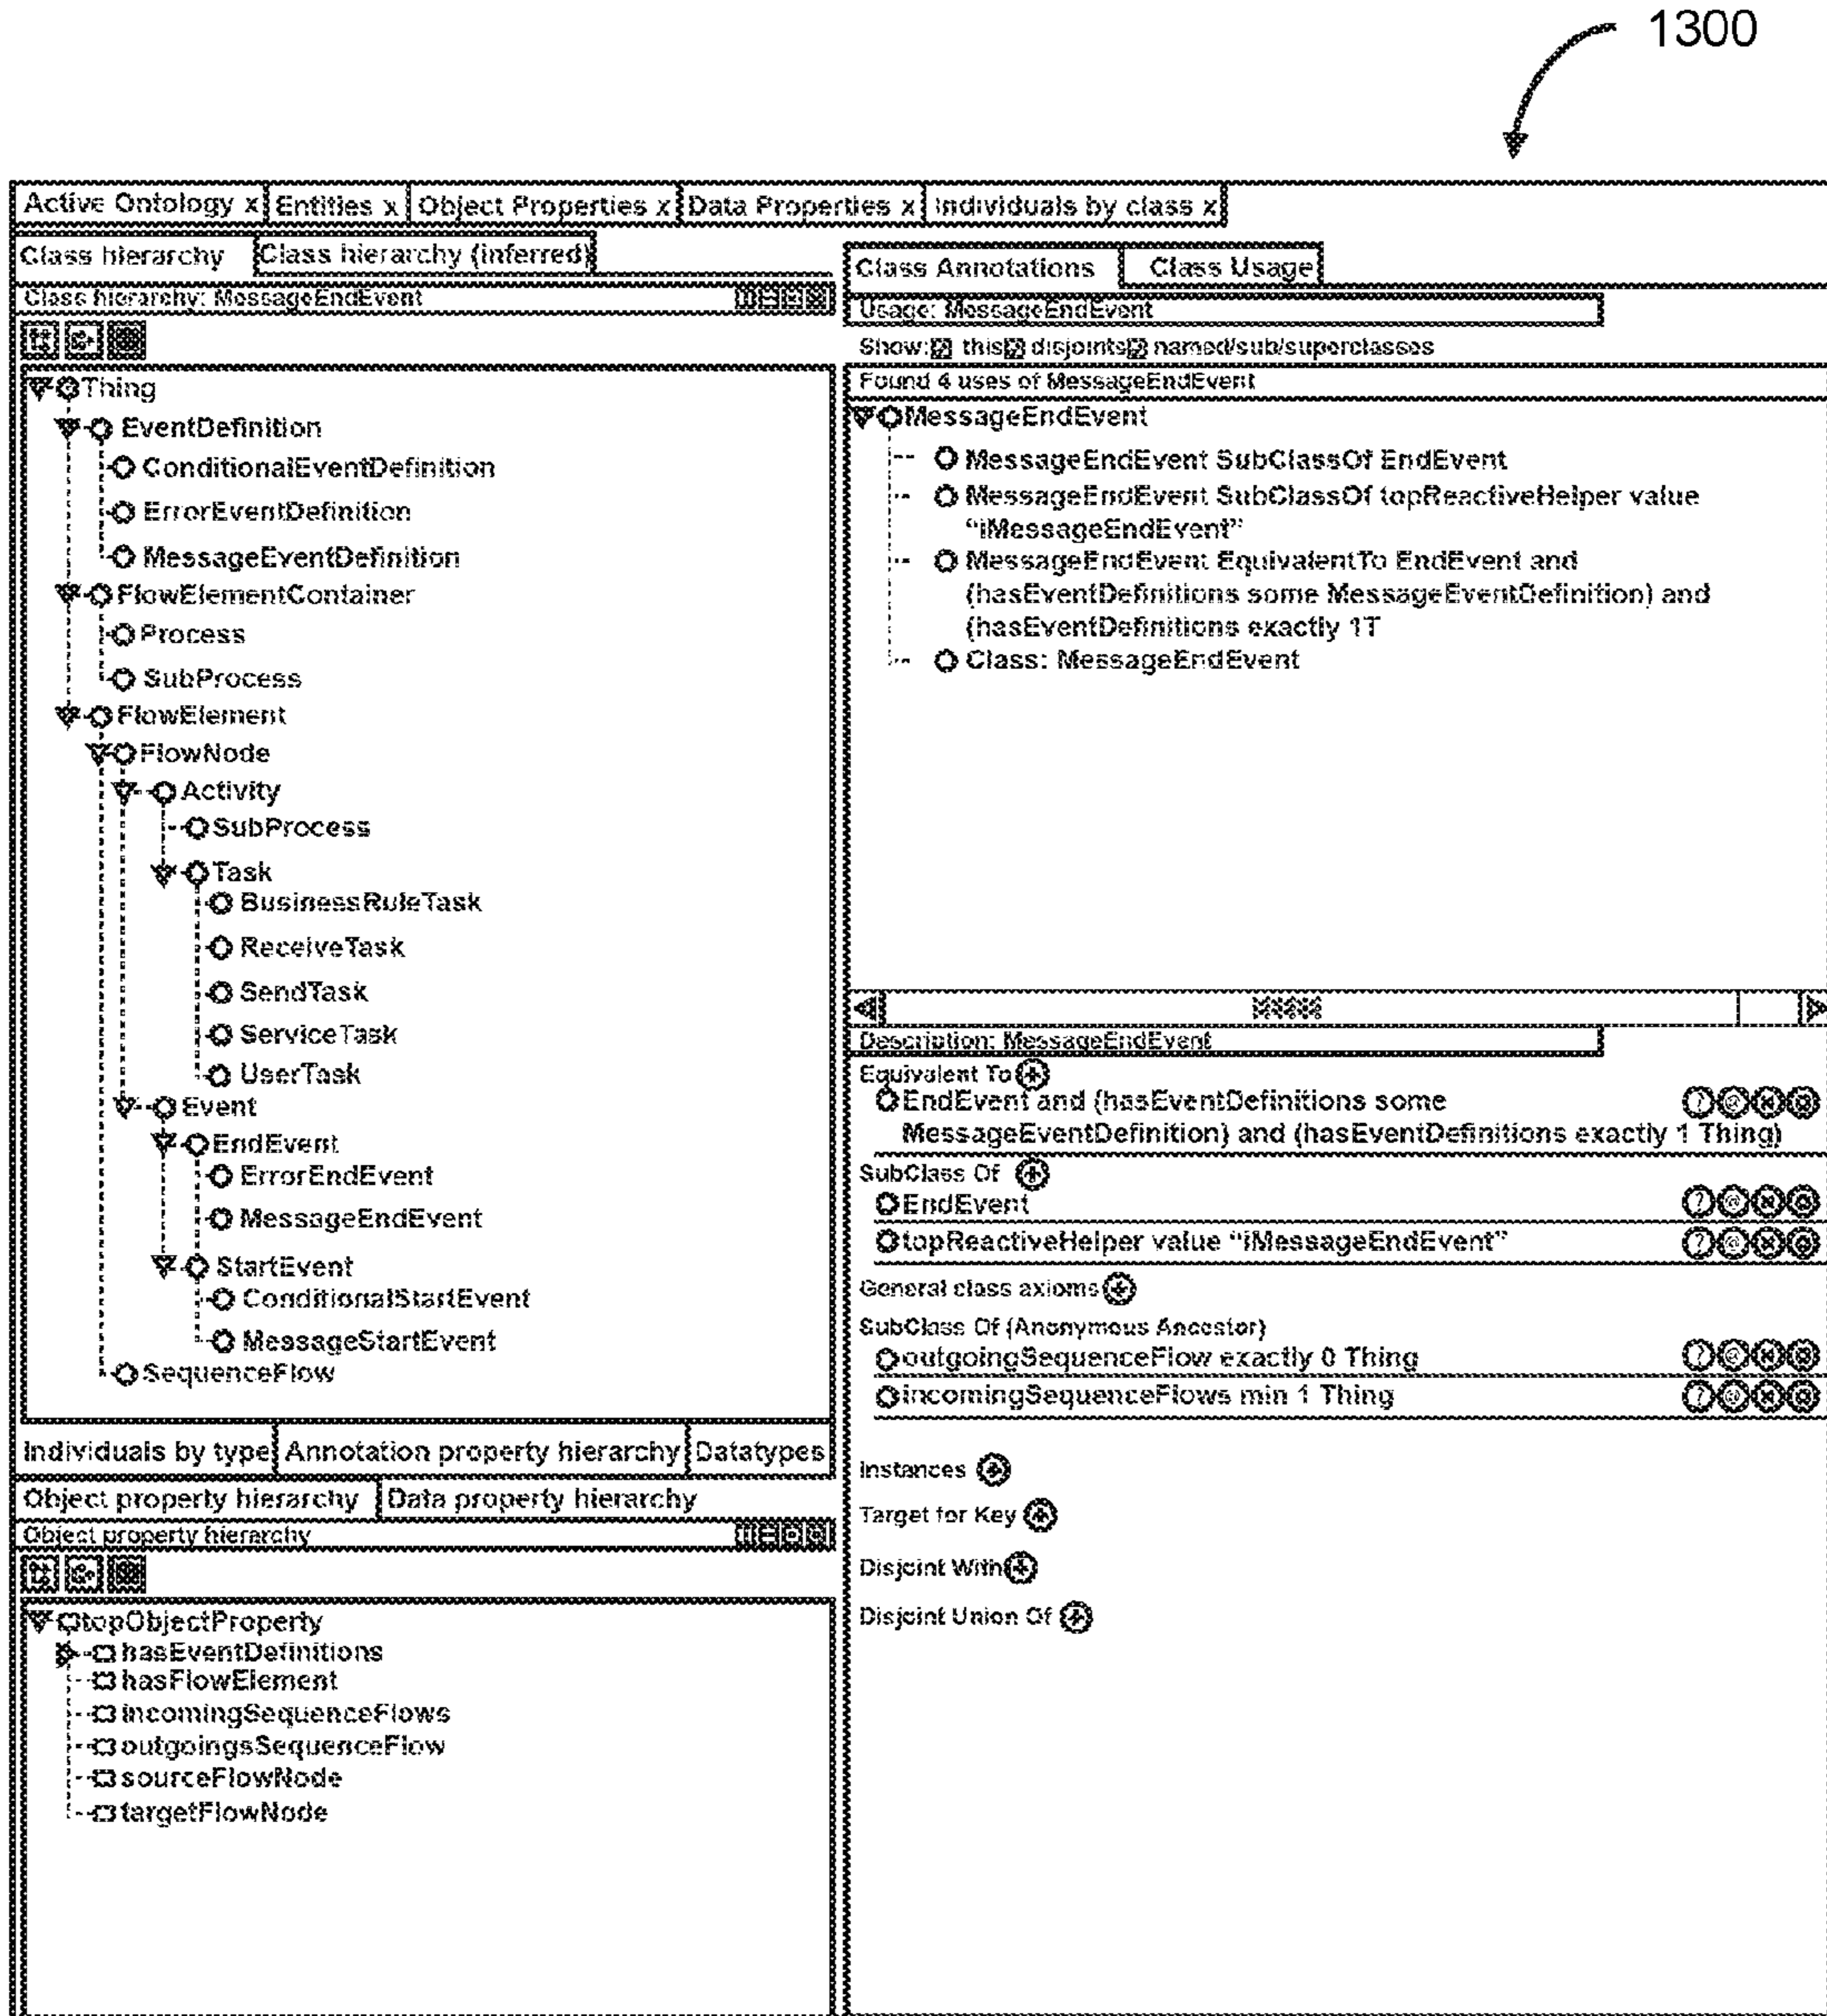 1300
Active Ontology x Entities x Object Properties x Data Properties x Individuals by class x
Class hierarchy Class hierarchy (inferred)
Class hierarchy: MessageEndEvent
Thing
EventDefinition
ConditionalEventDefinition
ErrorEventDefinition
MessageEventDefinition
FlowElementContainer
Process
SubProcess
FlowElement
FlowNode
Activity
SubProcess
Task
BusinessRuleTask
ReceiveTask
SendTask
ServiceTask
UserTask
Event
EndEvent
ErrorEndEvent
MessageEndEvent
StartEvent
ConditionalStartEvent
MessageStartEvent
SequenceFlow
Individuals by type Annotation property hierarchy Datatypes
Object property hierarchy Data property hierarchy
Object property hierarchy
topObjectProperty
hasEventDefinitions
hasFlowElement
incomingSequenceFlows
outgoingsSequenceFlow
sourceFlowNode
targetFlowNode
Class Annotations Class Usage
Usage: MessageEndEvent
Show: this disjoints named/sub/superclasses
Found 4 uses of MessageEndEvent
MessageEndEvent
MessageEndEvent SubClassOf EndEvent
MessageEndEvent SubClassOf topReactiveHelper value
“iMessageEndEvent”
MessageEndEvent EquivalentTo EndEvent and
(hasEventDefinitions some MessageEventDefinition) and
(hasEventDefinitions exactly 1T
Class: MessageEndEvent
Description: MessageEndEvent
Equivalent To +
EndEvent and (hasEventDefinitions some
MessageEventDefinition) and (hasEventDefinitions exactly 1 Thing)
SubClass Of +
EndEvent
topReactiveHelper value “iMessageEndEvent”
General class axioms +
SubClass Of (Anonymous Ancestor)
outgoingSequenceFlow exactly 0 Thing
incomingSequenceFlows min 1 Thing
Instances +
Target for Key +
Disjoint With +
Disjoint Union Of +